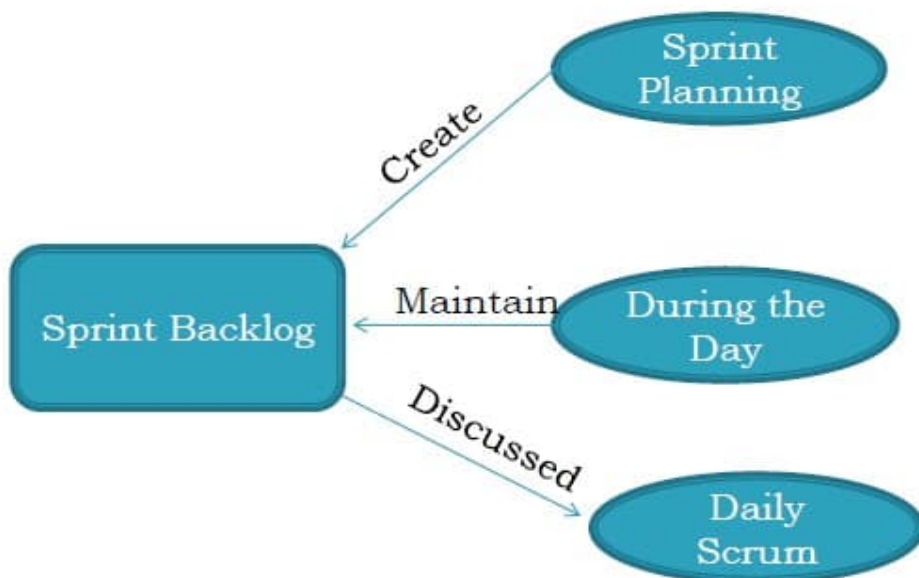 Sprint
Planning
Create
Sprint Backlog
Maintain
During the
Day
Discussed
Daily
Scrum